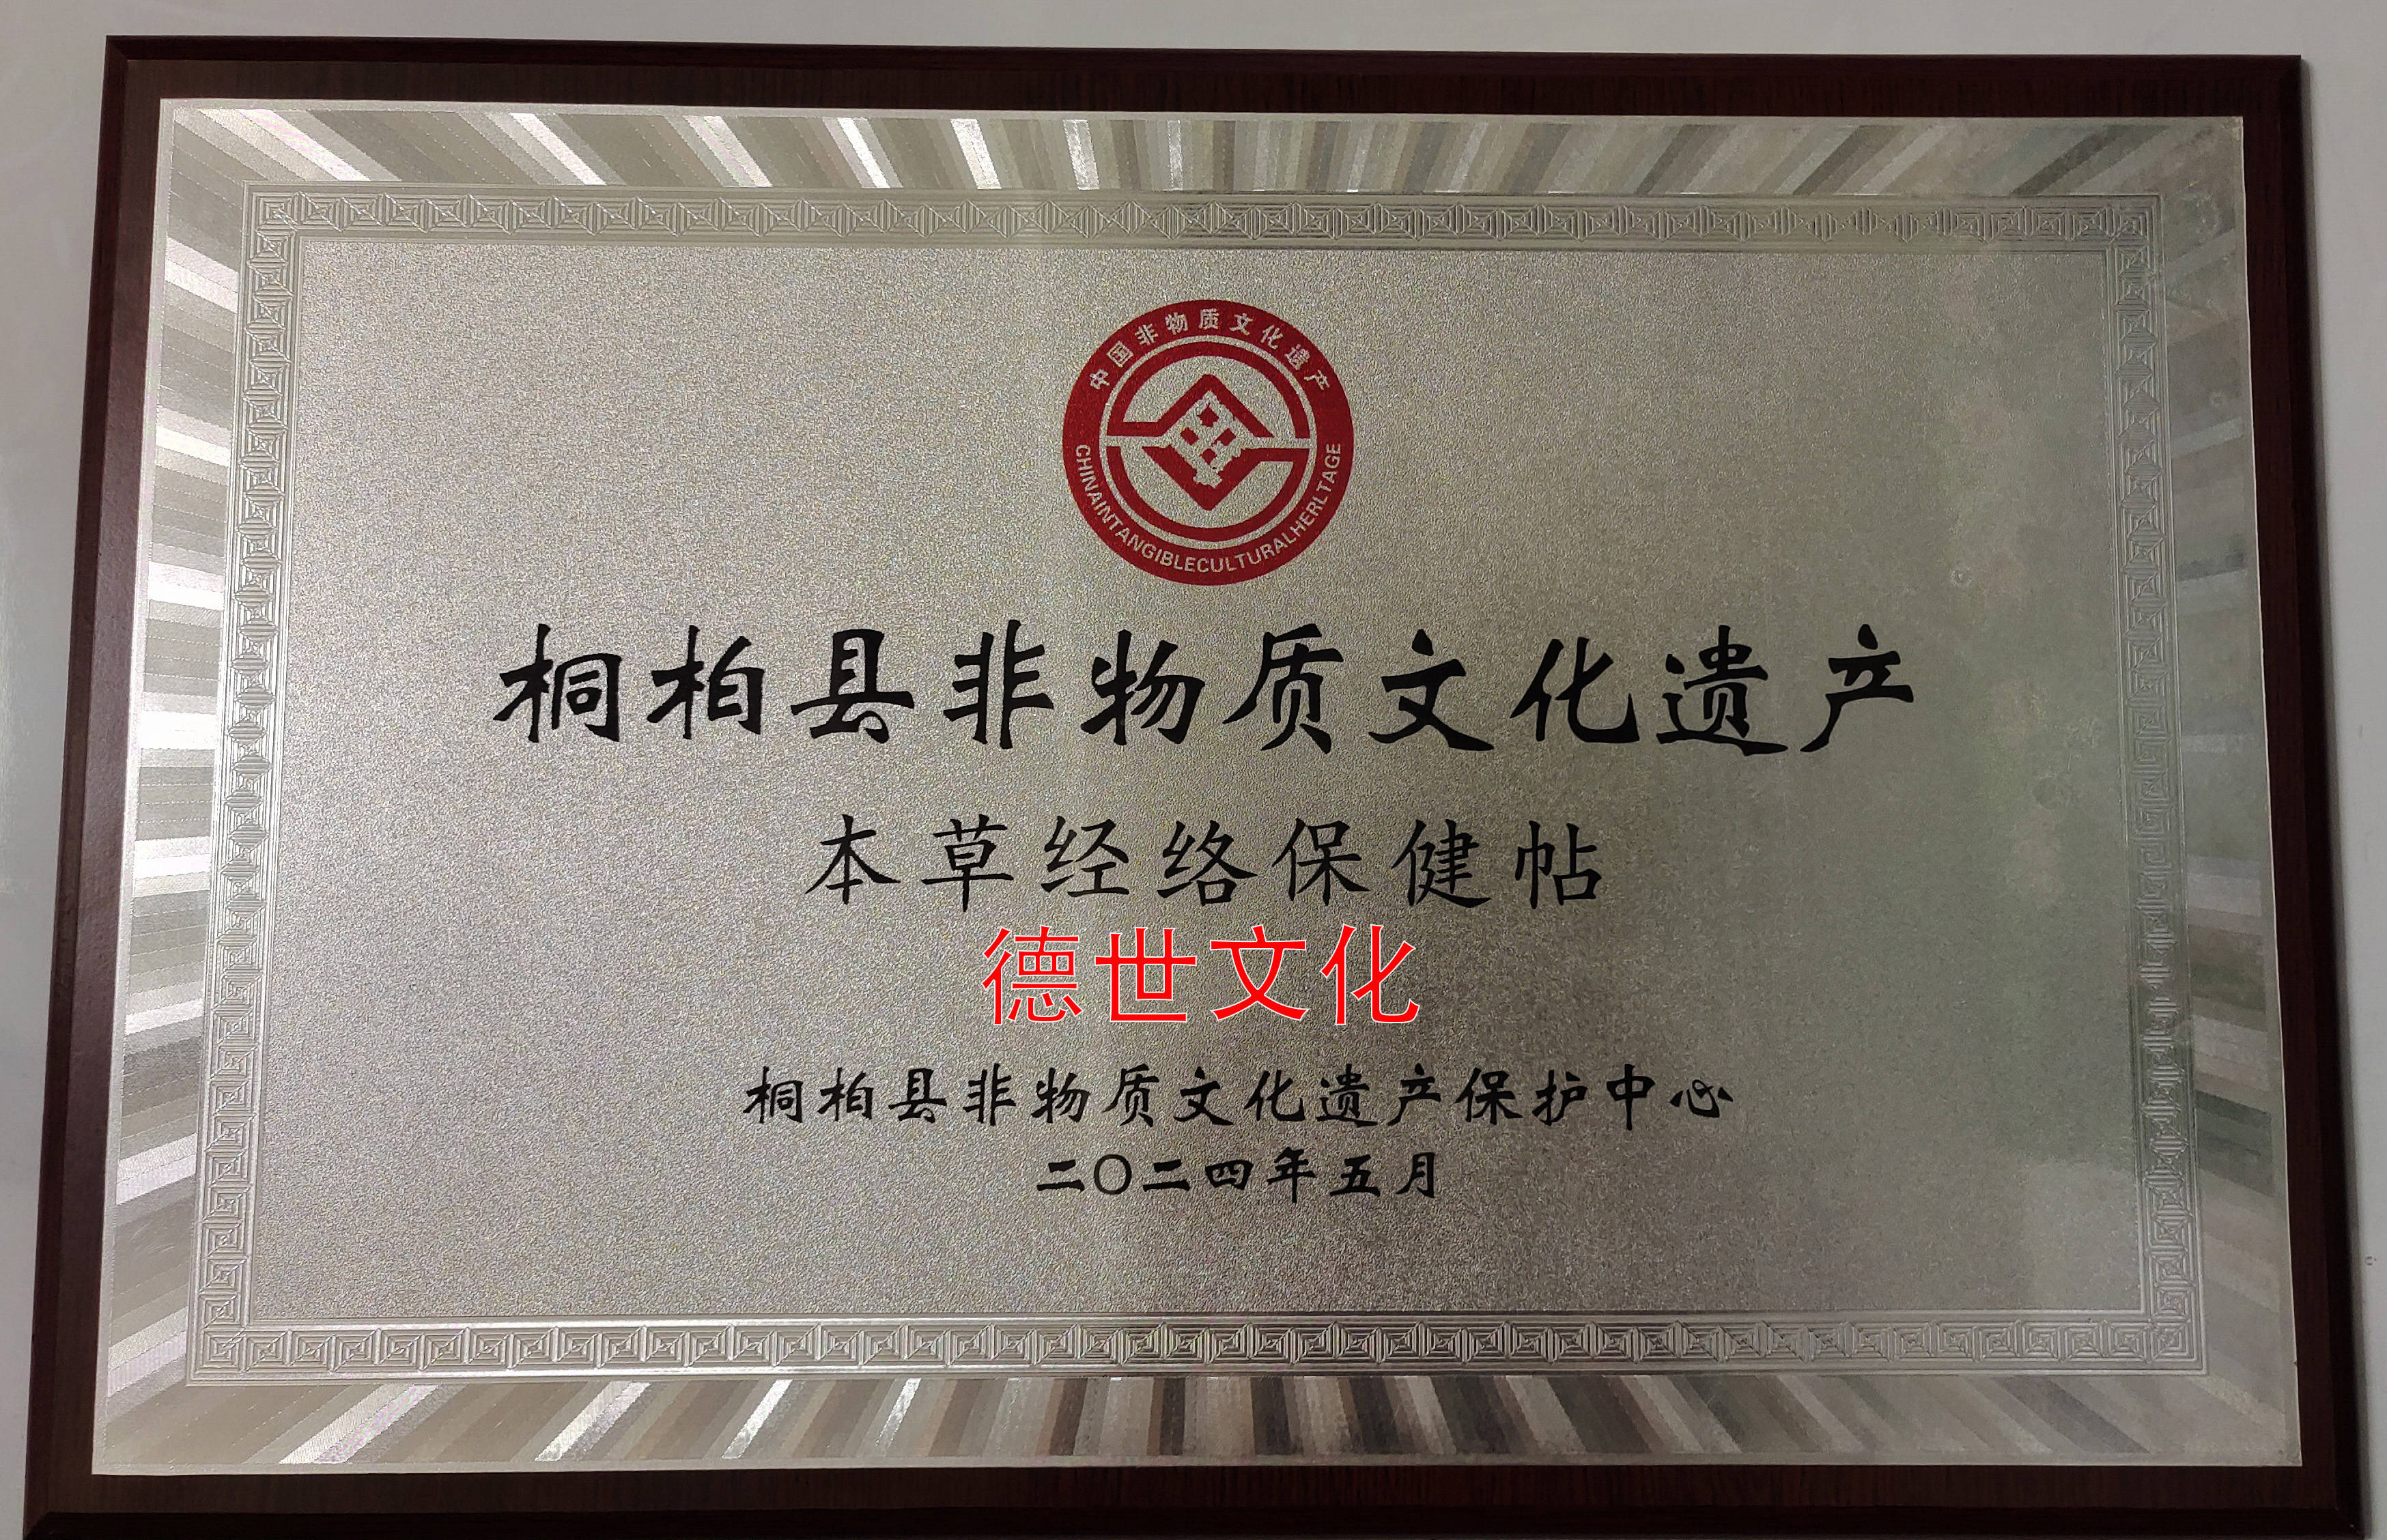 中国非物质文化遗产
CHINAINTANGIBLECULTURALHERLTAGE
桐柏县非物质文化遗产
本草经络保健帖
德世文化
桐柏县非物质文化遗产保护中心
二〇二四年五月